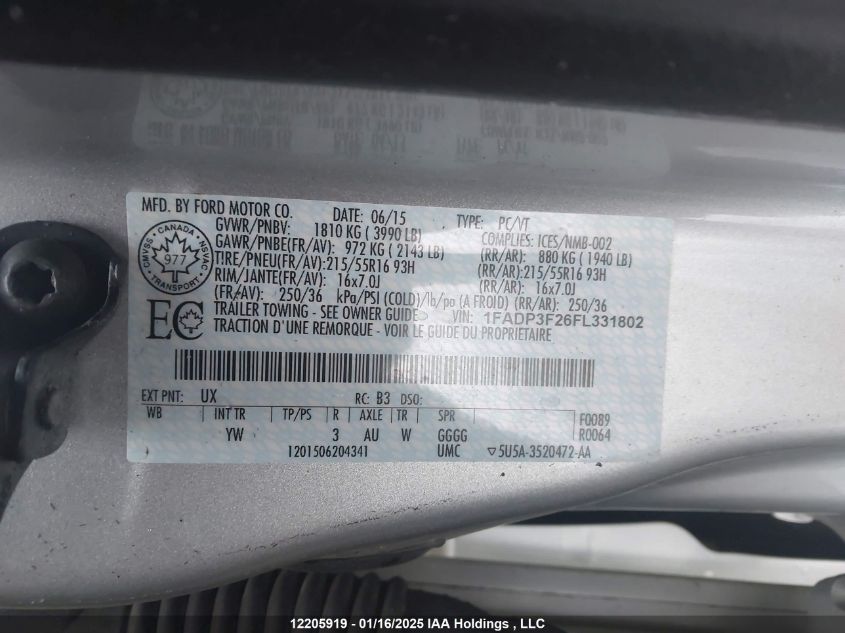 MFD. BY FORD MOTOR CO. DATE: 06/15 TYPE: PC/VT
GVWR/PNBV: 1810 KG ( 3990 LB) COMPLIES: ICES/NMB-002
GAWR/PNBE(FR/AV): 972 KG ( 2143 LB) (RR/AR): 880 KG ( 1940 LB)
TIRE/PNEU(FR/AV):215/55R16 93H (RR/AR):215/55R16 93H
RIM/JANTE(FR/AV): 16x7.0J (RR/AR): 16x7.0J
(FR/AV): 250/36 kPa/PSI (COLD)/lb/po (A FROID) (RR/AR): 250/36
TRAILER TOWING - SEE OWNER GUIDE VIN: 1FADP3F26FL331802
TRACTION D'UNE REMORQUE - VOIR LE GUIDE DU PROPRIETAIRE
CANADA
CMVSS NSVAC
977
TRANSPORT
EC
EXT PNT: UX RC: B3 DSO:
WB INT TR TP/PS R AXLE TR SPR F0089
YW 3 AU W GGGG R0064
1201506204341 UMC ▽5U5A-3520472-AA
12205919 - 01/16/2025 IAA Holdings , LLC